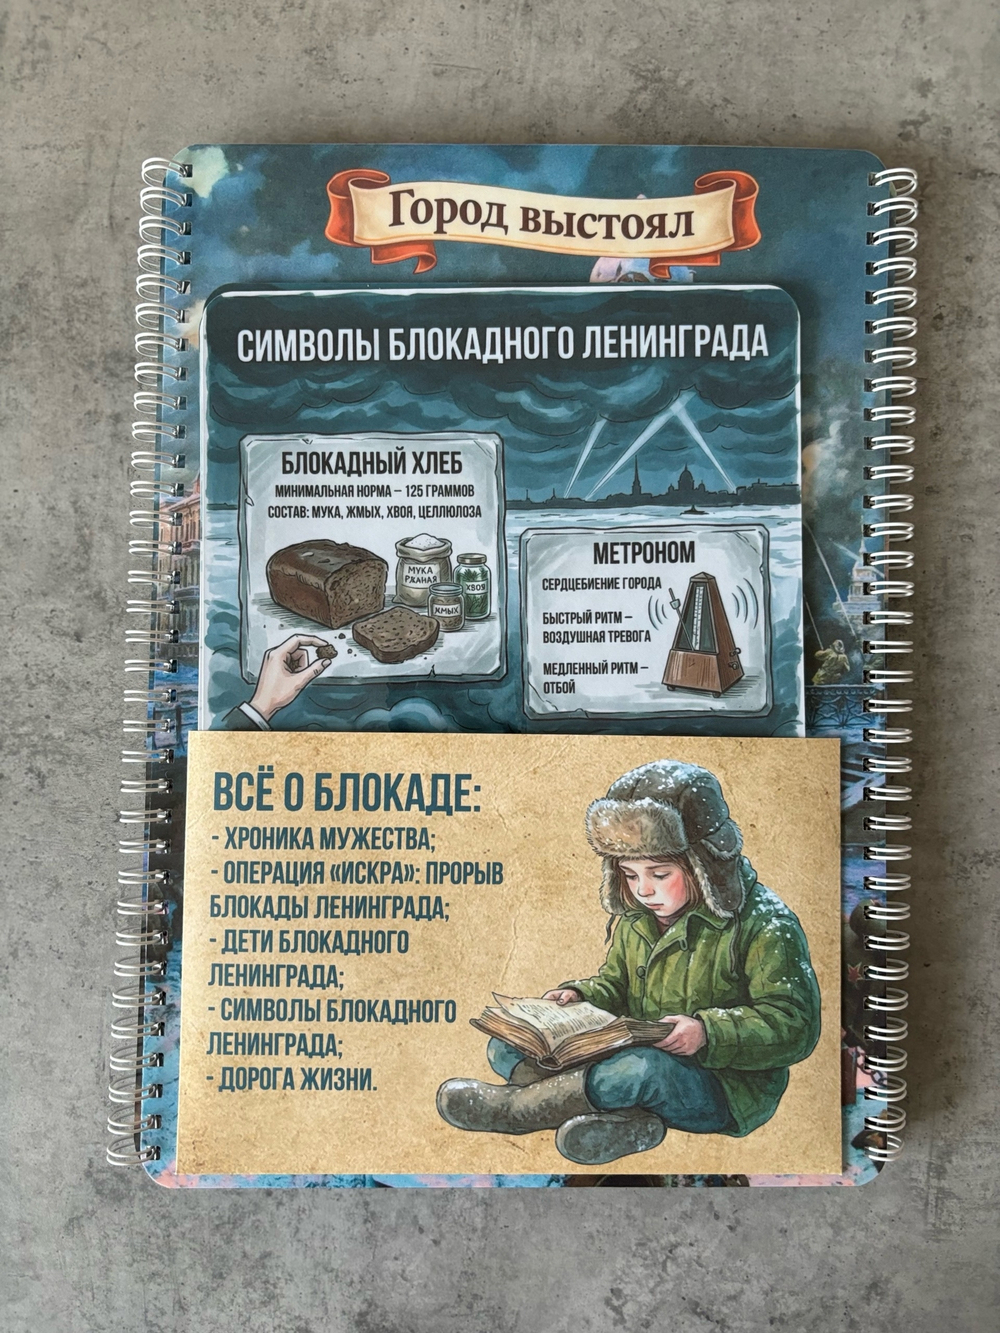 Город выстоял
СИМВОЛЫ БЛОКАДНОГО ЛЕНИНГРАДА
БЛОКАДНЫЙ ХЛЕБ
МИНИМАЛЬНАЯ НОРМА – 125 ГРАММОВ
СОСТАВ: МУКА, ЖМЫХ, ХВОЯ, ЦЕЛЛЮЛОЗА
МУКА
РЖАНАЯ
ХВОЯ
ЖМЫХ
МЕТРОНОМ
СЕРДЦЕБИЕНИЕ ГОРОДА
БЫСТРЫЙ РИТМ –
ВОЗДУШНАЯ ТРЕВОГА
МЕДЛЕННЫЙ РИТМ –
ОТБОЙ
ВСЁ О БЛОКАДЕ:
- ХРОНИКА МУЖЕСТВА;
- ОПЕРАЦИЯ «ИСКРА»: ПРОРЫВ
БЛОКАДЫ ЛЕНИНГРАДА;
- ДЕТИ БЛОКАДНОГО
ЛЕНИНГРАДА;
- СИМВОЛЫ БЛОКАДНОГО
ЛЕНИНГРАДА;
- ДОРОГА ЖИЗНИ.